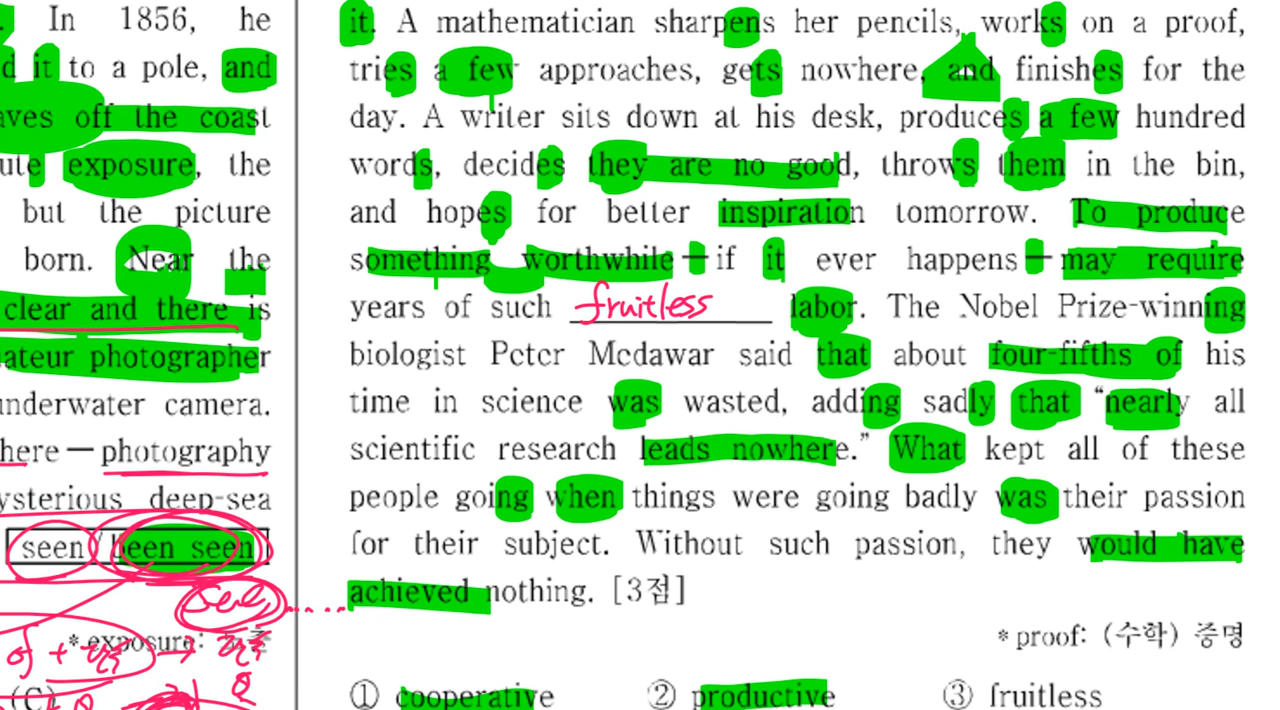 In 1856, he
d it to a pole, and
aves off the coast
ute exposure, the
but the picture
born. Near the
clear and there is
ateur photographer
underwater camera.
here — photography
ysterious deep-sea
seen / been seen
* exposure:
(C)
it. A mathematician sharpens her pencils, works on a proof,
tries a few approaches, gets nowhere, and finishes for the
day. A writer sits down at his desk, produces a few hundred
words, decides they are no good, throws them in the bin,
and hopes for better inspiration tomorrow. To produce
something worthwhile — if it ever happens — may require
years of such fruitless labor. The Nobel Prize-winning
biologist Peter Medawar said that about four-fifths of his
time in science was wasted, adding sadly that “nearly all
scientific research leads nowhere.” What kept all of these
people going when things were going badly was their passion
for their subject. Without such passion, they would have
achieved nothing. [3점]
* proof: (수학) 증명
① cooperative ② productive ③ fruitless